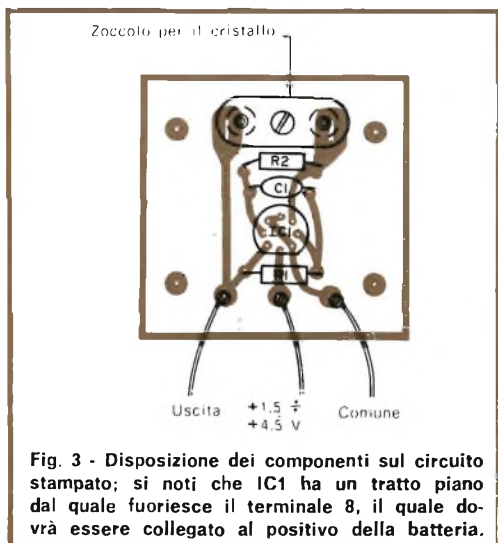 Zoccolo per il cristallo
R2
C1
IC1
R1
Uscita
+1,5 ÷
+4,5 V
Comune
Fig. 3 - Disposizione dei componenti sul circuito
stampato; si noti che IC1 ha un tratto piano
dal quale fuoriesce il terminale 8, il quale do-
vrà essere collegato al positivo della batteria.